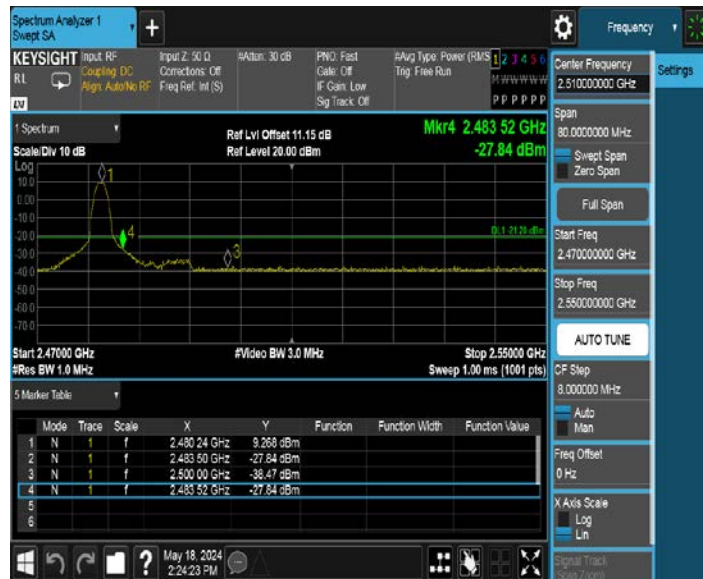 Spectrum Analyzer 1
Swept SA
+
Frequency
KEYSIGHT
RL
Input: RF
Coupling: DC
Align: Auto/No RF
Input Z: 50 Ω
Corrections: Off
Freq Ref: Int (S)
#Atten: 30 dB
PNO: Fast
Gate: Off
IF Gain: Low
Sig Track: Off
#Avg Type: Power (RMS
Trig: Free Run
1 2 3 4 5 6
M W W W W W
P P P P P P
Center Frequency
2.510000000 GHz
Settings
Span
80.0000000 MHz
Swept Span
Zero Span
Full Span
Start Freq
2.470000000 GHz
Stop Freq
2.550000000 GHz
AUTO TUNE
CF Step
8.000000 MHz
Auto
Man
Freq Offset
0 Hz
X Axis Scale
Log
Lin
Signal Track
(Span Zoom)
1 Spectrum
Scale/Div 10 dB
Ref Lvl Offset 11.15 dB
Ref Level 20.00 dBm
Mkr4 2.483 52 GHz
-27.84 dBm
Log
10.0
0.00
-10.0
-20.0
-30.0
-40.0
-50.0
-60.0
-70.0
1
4
3
DL1 -21.20 dBm
Start 2.47000 GHz
#Res BW 1.0 MHz
#Video BW 3.0 MHz
Stop 2.55000 GHz
Sweep 1.00 ms (1001 pts)
5 Marker Table
Mode Trace Scale X Y Function Function Width Function Value
1 N 1 f 2.480 24 GHz 9.268 dBm
2 N 1 f 2.483 50 GHz -27.84 dBm
3 N 1 f 2.500 00 GHz -38.47 dBm
4 N 1 f 2.483 52 GHz -27.84 dBm
5
6
?
May 18, 2024
2:24:23 PM